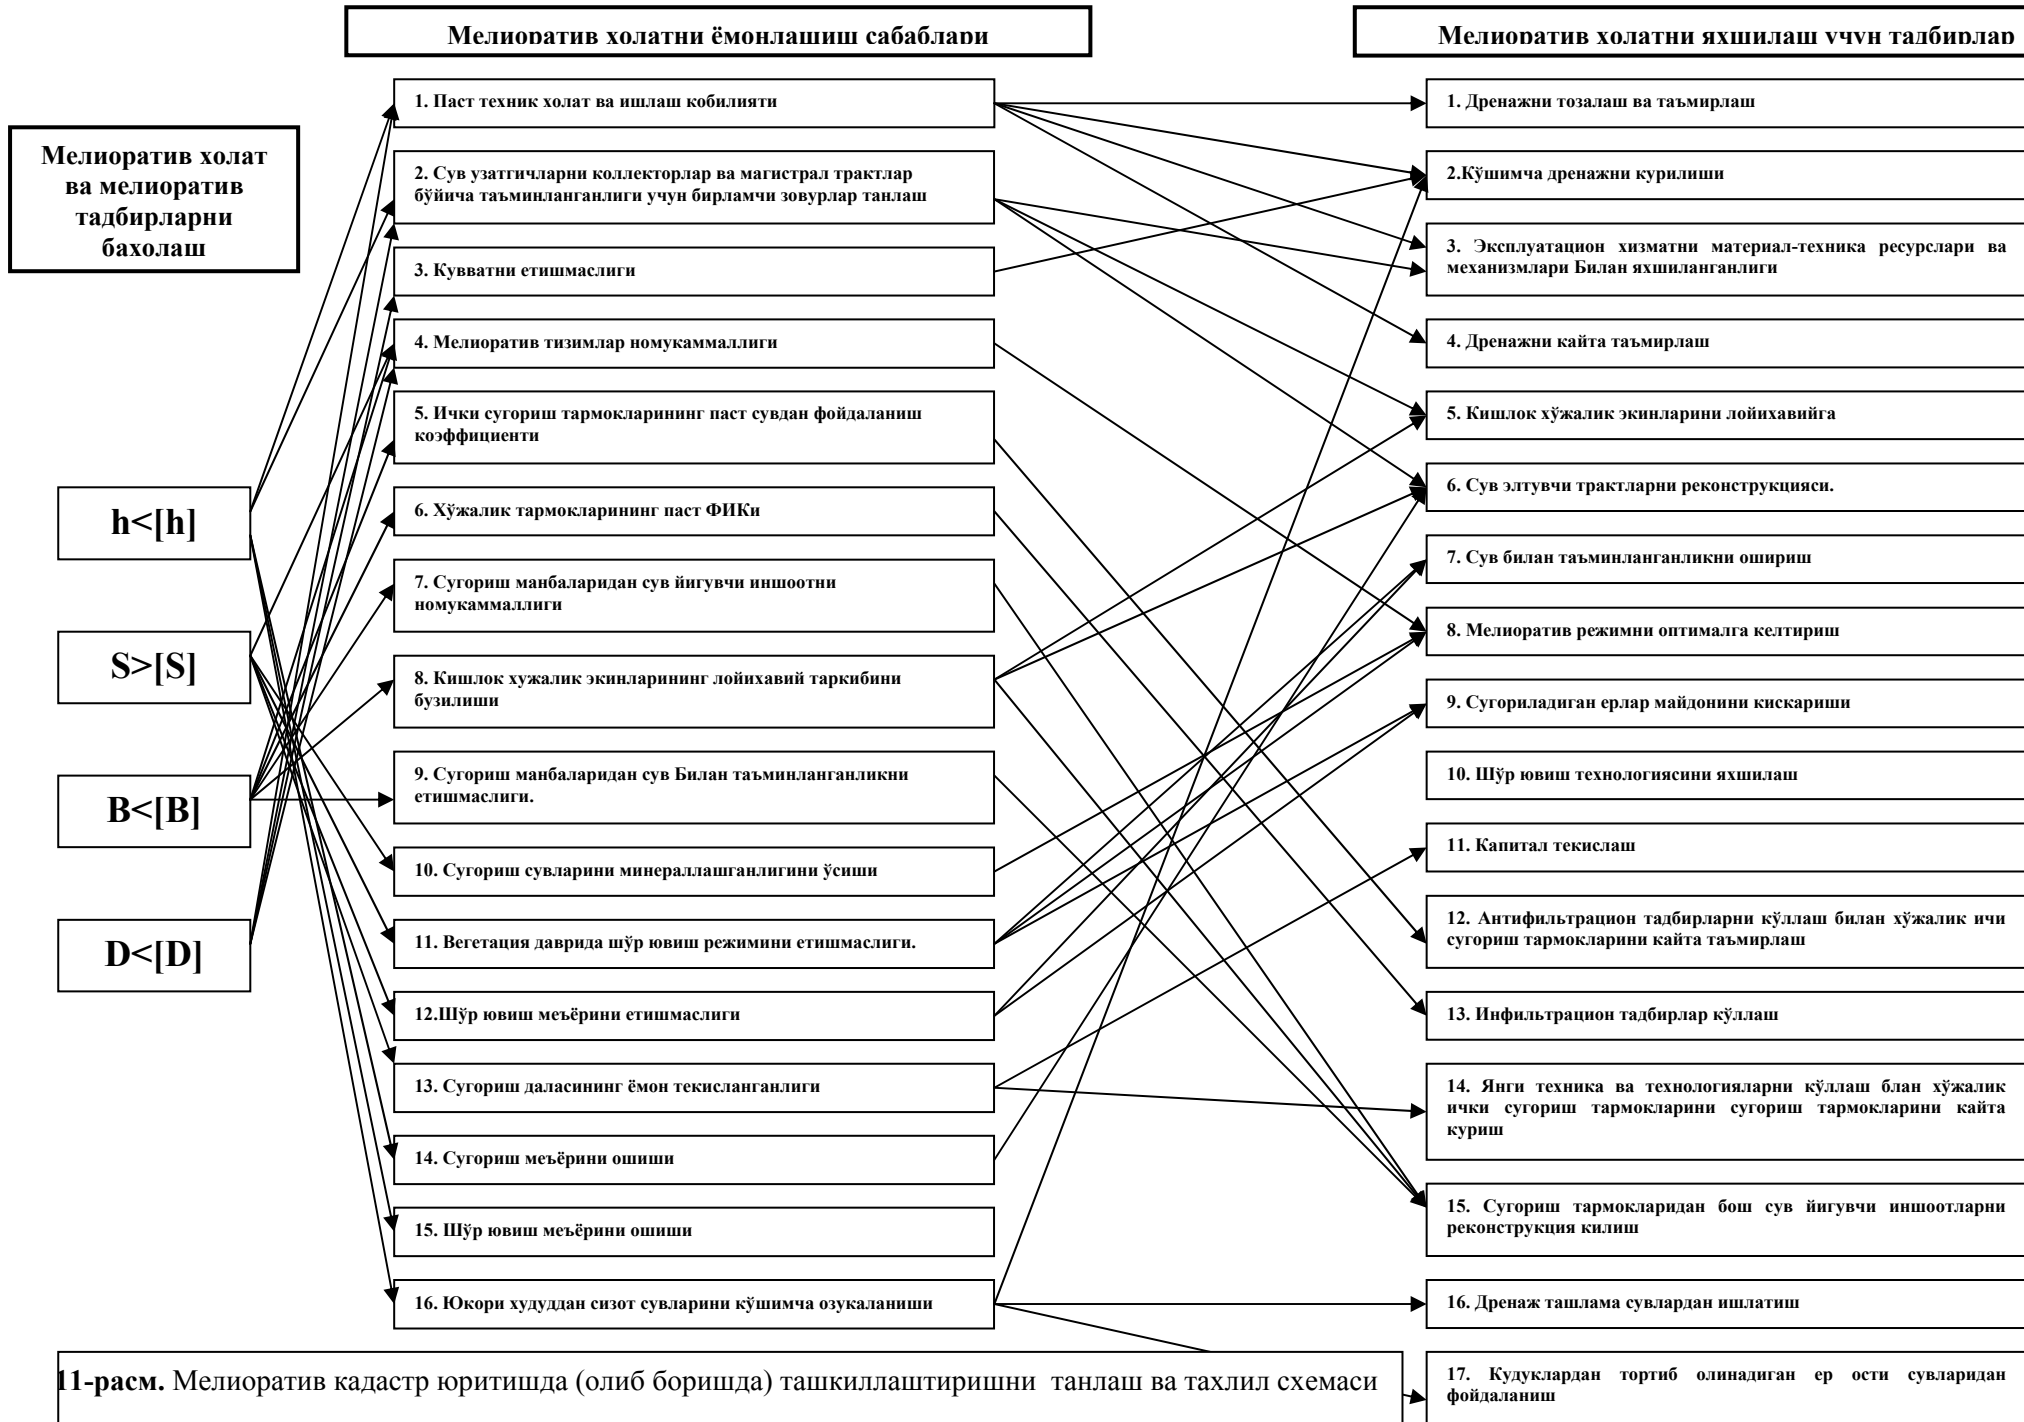 Мелиоратив холатни ёмонлашиш сабаблари
Мелиоратив холатни яхшилаш учун тадбирлар
Мелиоратив холат
ва мелиоратив
тадбирларни
бахолаш
h<[h]
S>[S]
B<[B]
D<[D]
1. Паст техник холат ва ишлаш кобилияти
2. Сув узатгичларни коллекторлар ва магистрал трактлар
бўйича таъминланганлиги учун бирламчи зовурлар танлаш
3. Кувватни етишмаслиги
4. Мелиоратив тизимлар номукаммаллиги
5. Ички сугориш тармокларининг паст сувдан фойдаланиш
коэффициенти
6. Хўжалик тармокларининг паст ФИКи
7. Сугориш манбаларидан сув йигувчи иншоотни
номукаммаллиги
8. Кишлок хужалик экинларининг лойихавий таркибини
бузилиши
9. Сугориш манбаларидан сув Билан таъминланганликни
етишмаслиги.
10. Сугориш сувларини минераллашганлигини ўсиши
11. Вегетация даврида шўр ювиш режимини етишмаслиги.
12.Шўр ювиш меъёрини етишмаслиги
13. Сугориш даласининг ёмон текисланганлиги
14. Сугориш меъёрини ошиши
15. Шўр ювиш меъёрини ошиши
16. Юкори худуддан сизот сувларини кўшимча озукаланиши
1. Дренажни тозалаш ва таъмирлаш
2.Кўшимча дренажни курилиши
3. Эксплуатацион хизматни материал-техника ресурслари ва
механизмлари Билан яхшиланганлиги
4. Дренажни кайта таъмирлаш
5. Кишлок хўжалик экинларини лойихавийга
6. Сув элтувчи трактларни реконструкцияси.
7. Сув билан таъминланганликни ошириш
8. Мелиоратив режимни оптималга келтириш
9. Сугориладиган ерлар майдонини кискариши
10. Шўр ювиш технологиясини яхшилаш
11. Капитал текислаш
12. Антифильтрацион тадбирларни кўллаш билан хўжалик ичи
сугориш тармокларини кайта таъмирлаш
13. Инфильтрацион тадбирлар кўллаш
14. Янги техника ва технологияларни кўллаш блан хўжалик
ички сугориш тармокларини сугориш тармокларини кайта
куриш
15. Сугориш тармокларидан бош сув йигувчи иншоотларни
реконструкция килиш
16. Дренаж ташлама сувлардан ишлатиш
17. Кудуклардан тортиб олинадиган ер ости сувларидан
фойдаланиш
11-расм. Мелиоратив кадастр юритишда (олиб боришда) ташкиллаштиришни танлаш ва тахлил схемаси